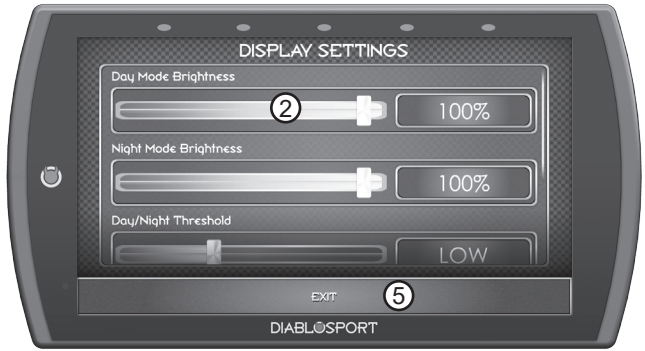 DISPLAY SETTINGS
Day Mode Brightness
2
100%
Night Mode Brightness
100%
Day/Night Threshold
LOW
EXIT
5
DIABLOSPORT